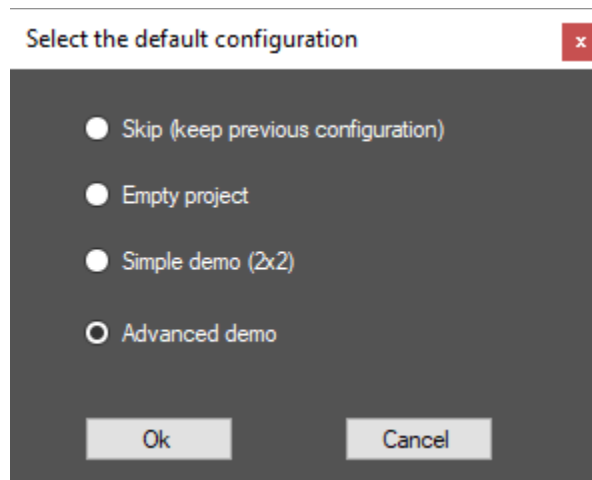 Select the default configuration
x
Skip (keep previous configuration)
Empty project
Simple demo (2x2)
Advanced demo
Ok Cancel